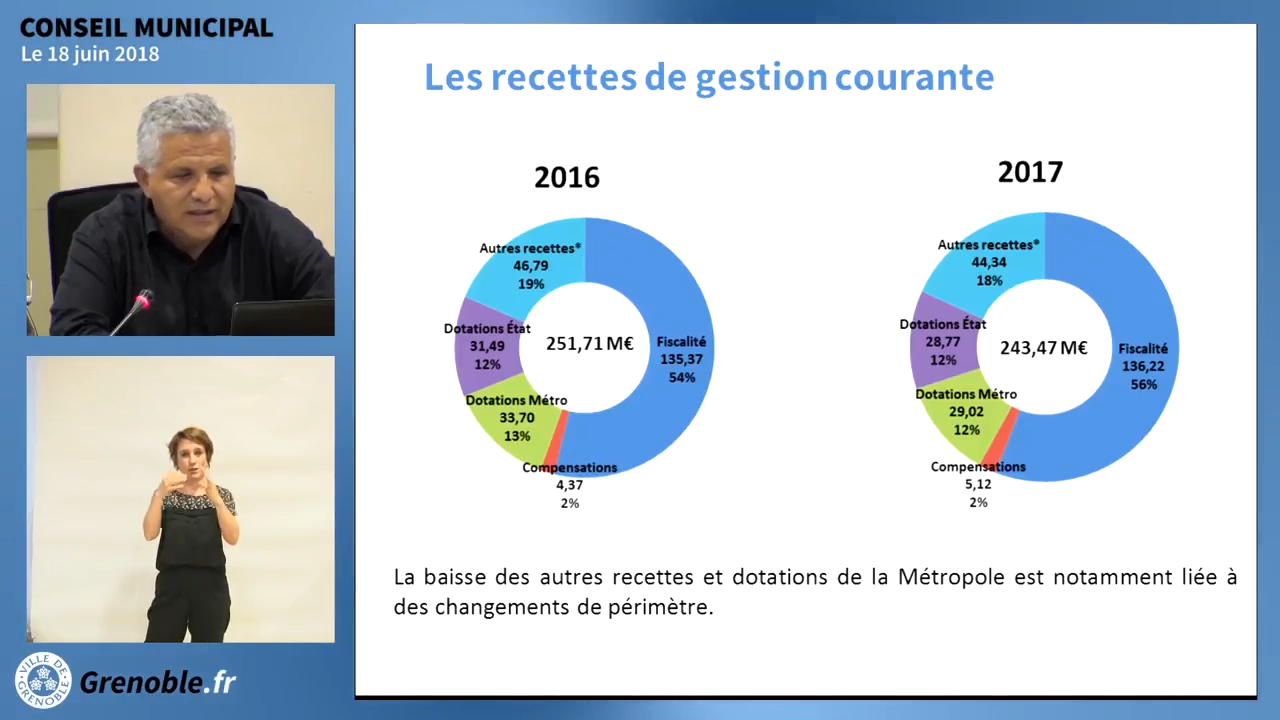 CONSEIL MUNICIPAL
Le 18 juin 2018
Les recettes de gestion courante
2016
Autres recettes*
46,79
19%
Dotations État
31,49
12%
251,71 M€
Fiscalité
135,37
54%
Dotations Métro
33,70
13%
Compensations
4,37
2%
2017
Autres recettes*
44,34
18%
Dotations État
28,77
12%
243,47 M€
Fiscalité
136,22
56%
Dotations Métro
29,02
12%
Compensations
5,12
2%
La baisse des autres recettes et dotations de la Métropole est notamment liée à
des changements de périmètre.
VILLE DE
GRENOBLE
Grenoble.fr